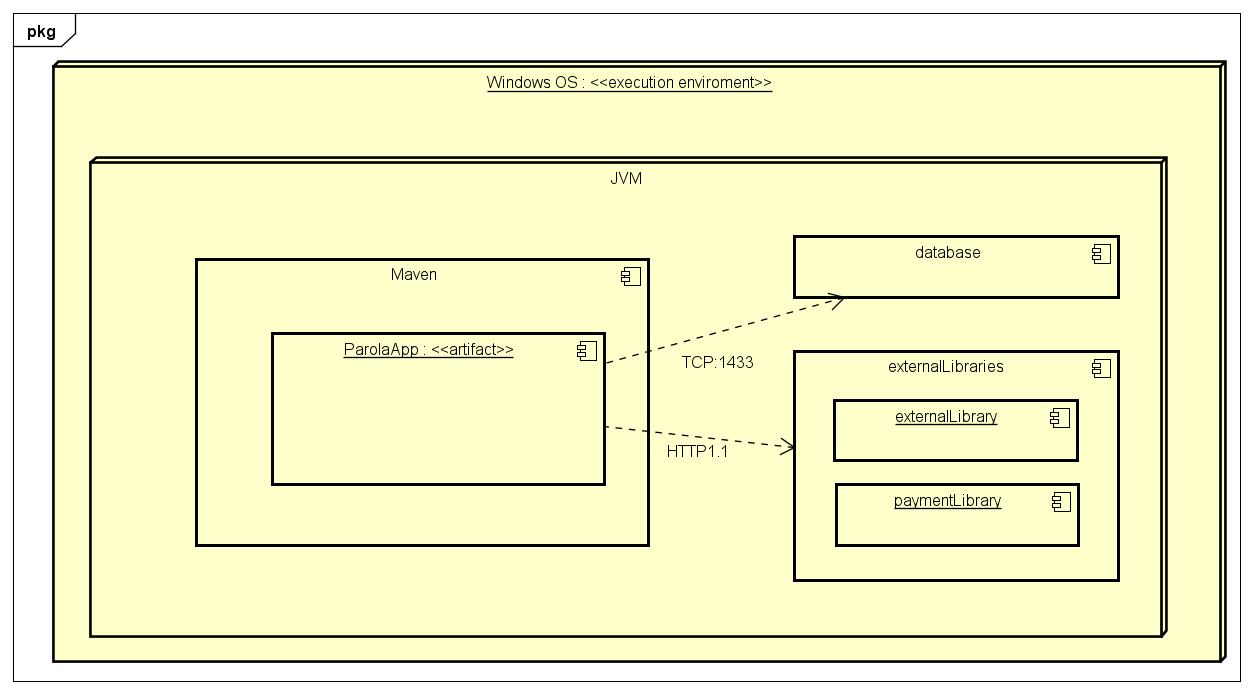 pkg
Windows OS : <<execution enviroment>>
JVM
Maven
ParolaApp : <<artifact>>
database
TCP:1433
HTTP1.1
externalLibraries
externalLibrary
paymentLibrary